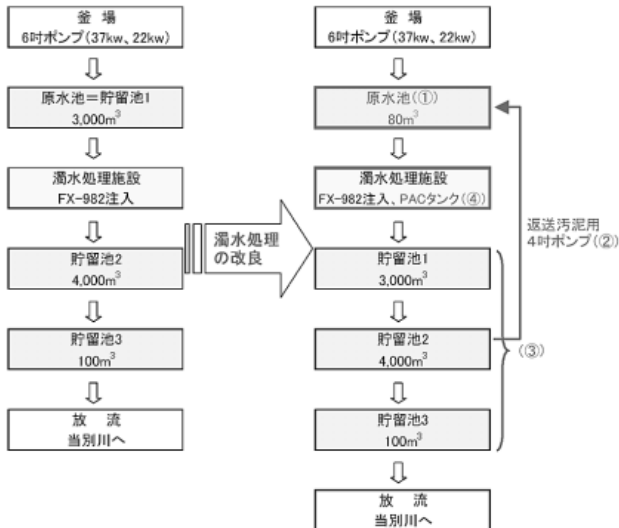 釜 場
6吋ポンプ(37kw、22kw)
原水池=貯留池1
3,000m³
濁水処理施設
FX-982注入
貯留池2
4,000m³
貯留池3
100m³
放 流
当別川へ
濁水処理
の改良
釜 場
6吋ポンプ(37kw、22kw)
原水池(①)
80m³
濁水処理施設
FX-982注入、PACタンク(④)
貯留池1
3,000m³
貯留池2
4,000m³
貯留池3
100m³
放 流
当別川へ
返送汚泥用
4吋ポンプ(②)
(③)